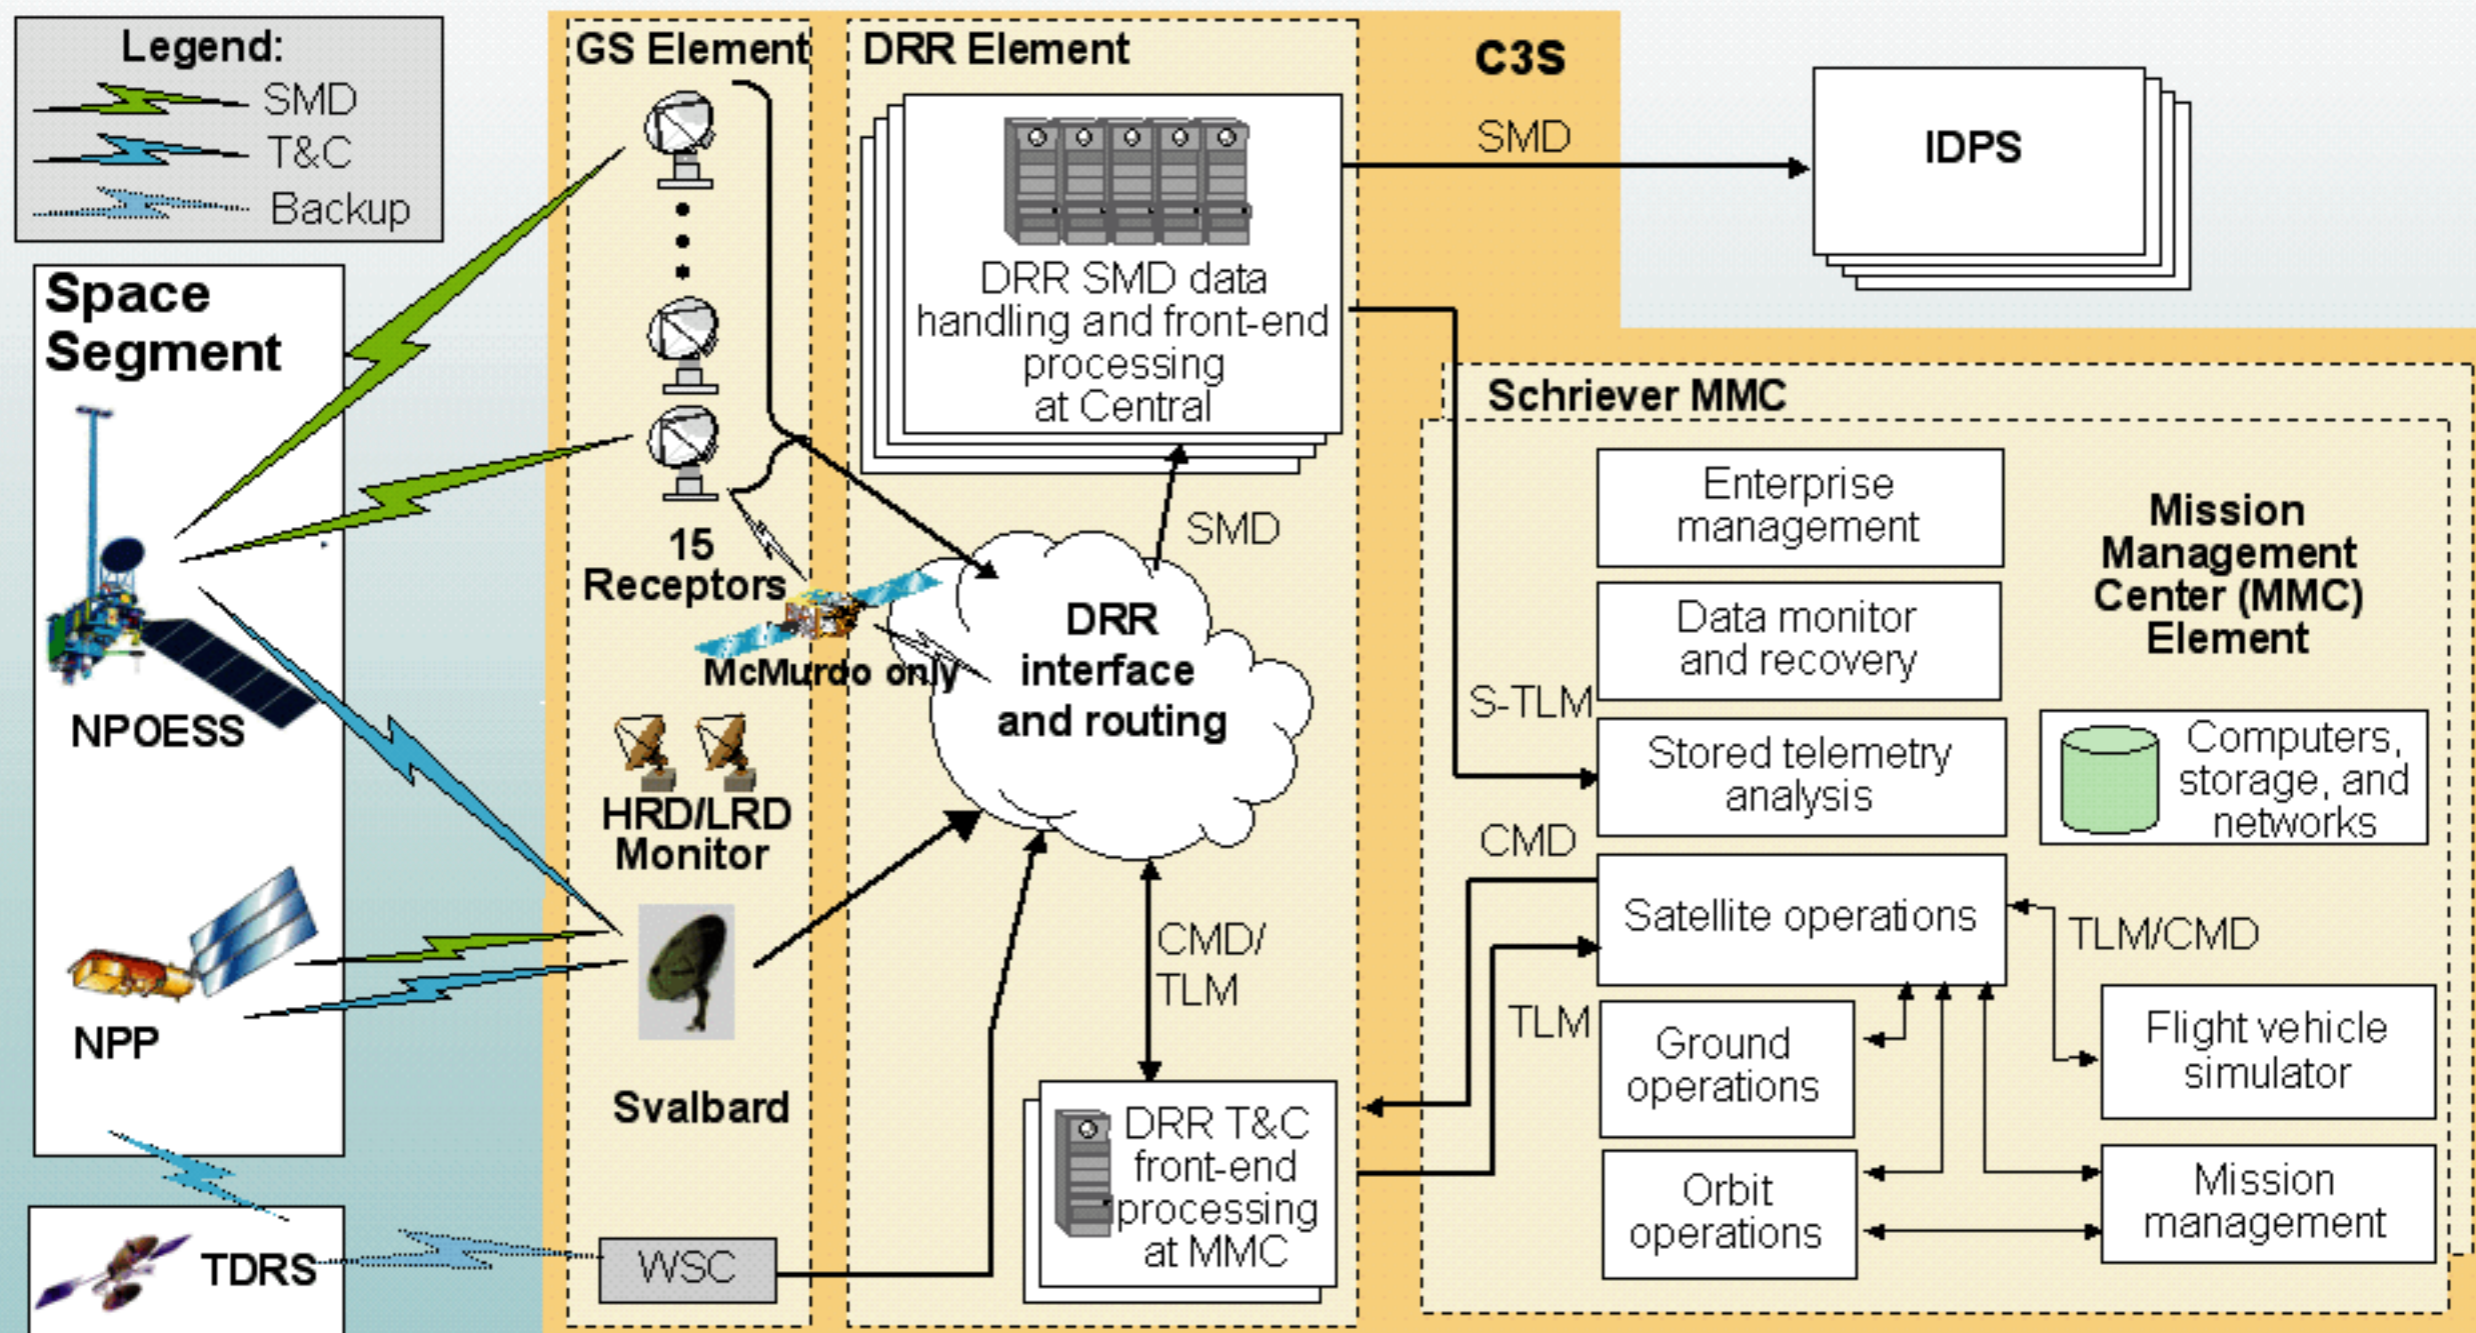 Legend:
SMD
T&C
Backup
Space
Segment
NPOESS
NPP
TDRS
GS Element
15
Receptors
McMurdo only
HRD/LRD
Monitor
Svalbard
WSC
DRR Element
DRR SMD data
handling and front-end
processing
at Central
SMD
DRR
interface
and routing
CMD/
TLM
DRR T&C
front-end
processing
at MMC
C3S
SMD
IDPS
Schriever MMC
Enterprise
management
Data monitor
and recovery
S-TLM
Stored telemetry
analysis
CMD
Satellite operations
TLM
Ground
operations
Orbit
operations
Mission
Management
Center (MMC)
Element
Computers,
storage, and
networks
TLM/CMD
Flight vehicle
simulator
Mission
management